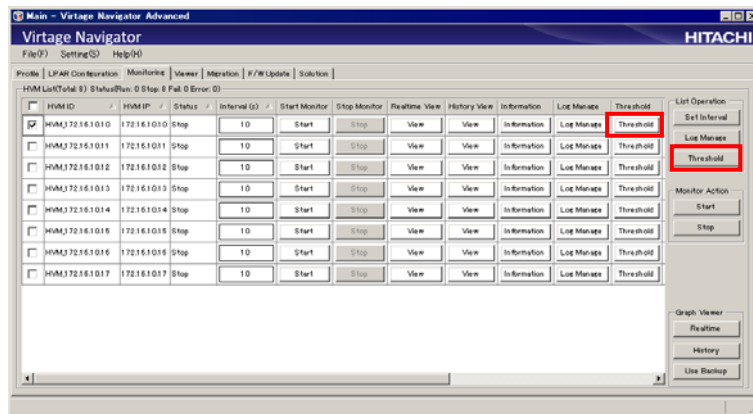 Main - Virtage Navigator Advanced
Virtage Navigator HITACHI
File(F) Setting(S) Help(H)
Profile LPAR Configuration Monitoring Viewer Migration F/W Update Solution
HVM List(Total: 8) Status(Run: 0 Stop: 8 Fail: 0 Error: 0)
HVM ID HVM IP Status Interval (s) Start Monitor Stop Monitor Realtime View History View Information Log Manage Threshold
HVM_172.16.10.10 172.16.10.10 Stop 10 Start Stop View View Information Log Manage Threshold
HVM_172.16.10.11 172.16.10.11 Stop 10 Start Stop View View Information Log Manage Threshold
HVM_172.16.10.12 172.16.10.12 Stop 10 Start Stop View View Information Log Manage Threshold
HVM_172.16.10.13 172.16.10.13 Stop 10 Start Stop View View Information Log Manage Threshold
HVM_172.16.10.14 172.16.10.14 Stop 10 Start Stop View View Information Log Manage Threshold
HVM_172.16.10.15 172.16.10.15 Stop 10 Start Stop View View Information Log Manage Threshold
HVM_172.16.10.16 172.16.10.16 Stop 10 Start Stop View View Information Log Manage Threshold
HVM_172.16.10.17 172.16.10.17 Stop 10 Start Stop View View Information Log Manage Threshold
List Operation
Set Interval
Log Manage
Threshold
Monitor Action
Start
Stop
Graph Viewer
Realtime
History
Use Backup